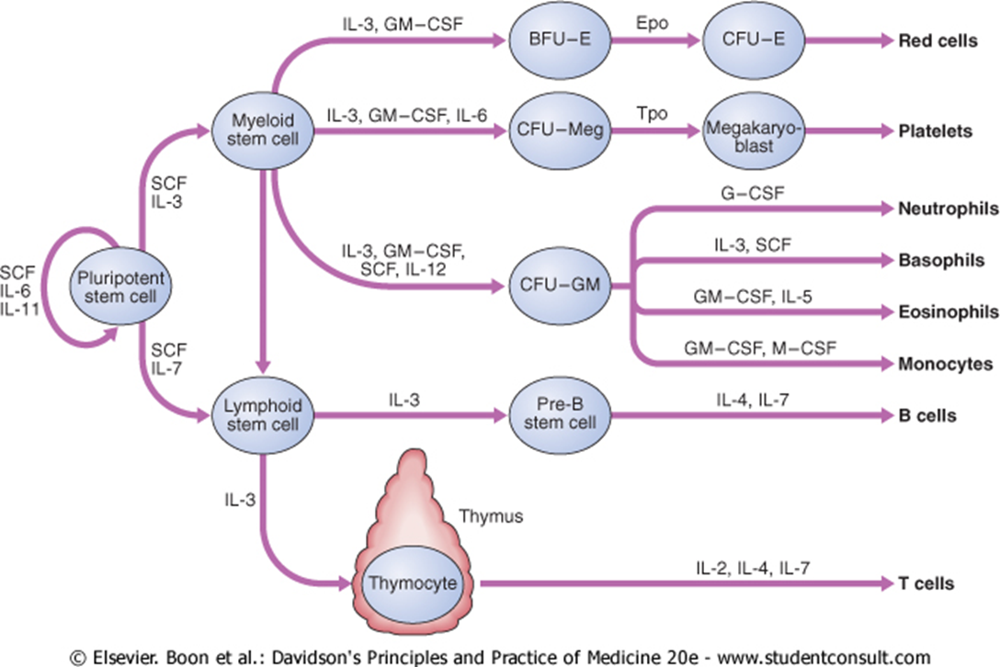 IL-3, GM–CSF
BFU–E
Epo
CFU–E
Red cells
Myeloid
stem cell
IL-3, GM–CSF, IL-6
CFU–Meg
Tpo
Megakaryo-
blast
Platelets
SCF
IL-3
G–CSF
Neutrophils
IL-3, GM–CSF,
SCF, IL-12
CFU–GM
IL-3, SCF
Basophils
SCF
IL-6
IL-11
Pluripotent
stem cell
GM–CSF, IL-5
Eosinophils
GM–CSF, M–CSF
Monocytes
SCF
IL-7
Lymphoid
stem cell
IL-3
Pre-B
stem cell
IL-4, IL-7
B cells
IL-3
Thymus
Thymocyte
IL-2, IL-4, IL-7
T cells
© Elsevier. Boon et al.: Davidson's Principles and Practice of Medicine 20e - www.studentconsult.com